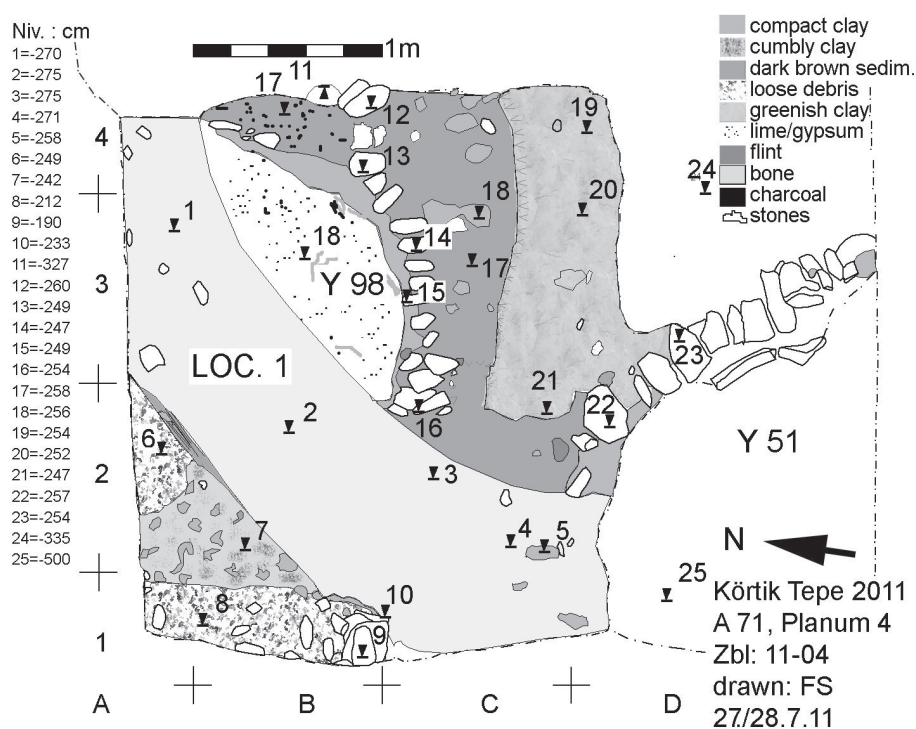 Niv. : cm
1=-270
2=-275
3=-275
4=-271
5=-258
6=-249
7=-242
8=-212
9=-190
10=-233
11=-327
12=-260
13=-249
14=-247
15=-249
16=-254
17=-258
18=-256
19=-254
20=-252
21=-247
22=-257
23=-254
24=-335
25=-500
1m
compact clay
cumbly clay
dark brown sedim.
loose debris
greenish clay
lime/gypsum
flint
bone
charcoal
stones
17
11
12
19
4
13
24
1
18
20
18
14
17
3
Y 98
15
23
LOC. 1
21
22
2
16
6
3
Y 51
2
7
4
5
N
25
8
10
9
1
Körtik Tepe 2011
A 71, Planum 4
Zbl: 11-04
drawn: FS
27./28.7.11
A
B
C
D